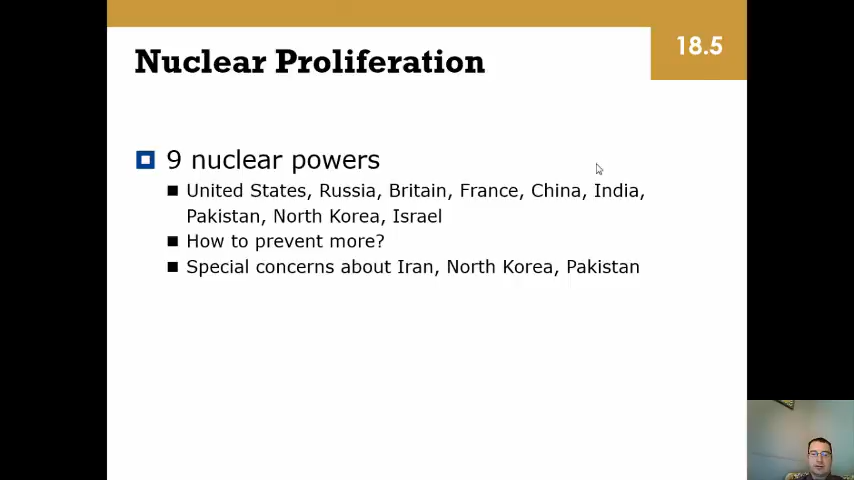 18.5
Nuclear Proliferation
9 nuclear powers
United States, Russia, Britain, France, China, India,
Pakistan, North Korea, Israel
How to prevent more?
Special concerns about Iran, North Korea, Pakistan